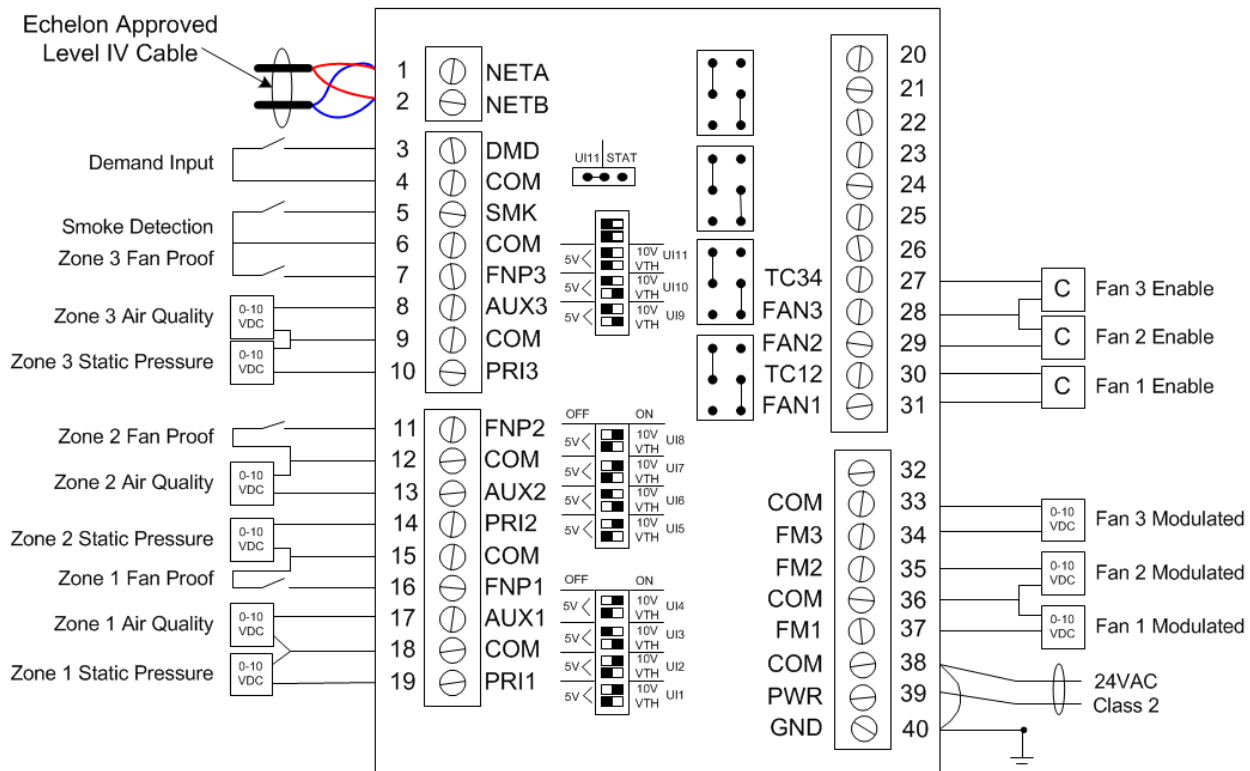 Echelon Approved
Level IV Cable
Demand Input
Smoke Detection
Zone 3 Fan Proof
0-10
VDC
Zone 3 Air Quality
0-10
VDC
Zone 3 Static Pressure
Zone 2 Fan Proof
0-10
VDC
Zone 2 Air Quality
0-10
VDC
Zone 2 Static Pressure
Zone 1 Fan Proof
0-10
VDC
Zone 1 Air Quality
0-10
VDC
Zone 1 Static Pressure
1 NETA
2 NETB
3 DMD
4 COM
5 SMK
6 COM
7 FNP3
8 AUX3
9 COM
10 PRI3
11 FNP2
12 COM
13 AUX2
14 PRI2
15 COM
16 FNP1
17 AUX1
18 COM
19 PRI1
UI11 STAT
5V 10V UI11
VTH
5V 10V UI10
VTH
5V 10V UI9
VTH
OFF ON
5V 10V UI8
VTH
5V 10V UI7
VTH
5V 10V UI6
VTH
5V 10V UI5
VTH
OFF ON
5V 10V UI4
VTH
5V 10V UI3
VTH
5V 10V UI2
VTH
5V 10V UI1
VTH
20
21
22
23
24
25
26
TC34 27
FAN3 28
FAN2 29
TC12 30
FAN1 31
32
COM 33
FM3 34
FM2 35
COM 36
FM1 37
COM 38
PWR 39
GND 40
C Fan 3 Enable
C Fan 2 Enable
C Fan 1 Enable
0-10
VDC
Fan 3 Modulated
0-10
VDC
Fan 2 Modulated
0-10
VDC
Fan 1 Modulated
24VAC
Class 2